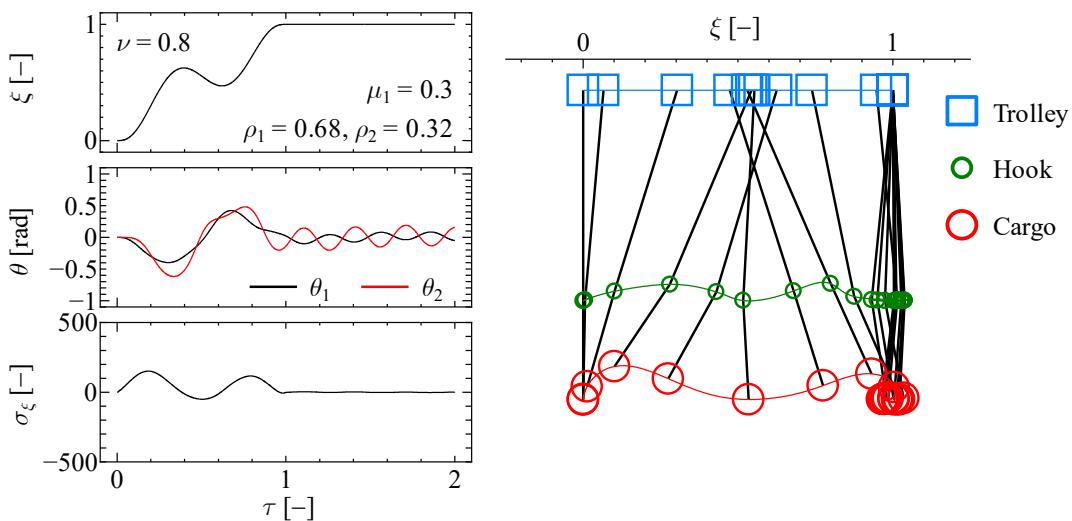 1
ν = 0.8
ξ [−]
μ₁ = 0.3
ρ₁ = 0.68, ρ₂ = 0.32
0
1
0.5
0
−0.5
−1
θ [rad]
θ₁
θ₂
500
0
−500
σ_ξ [−]
0
1
2
τ [−]
0
ξ [−]
1
Trolley
Hook
Cargo